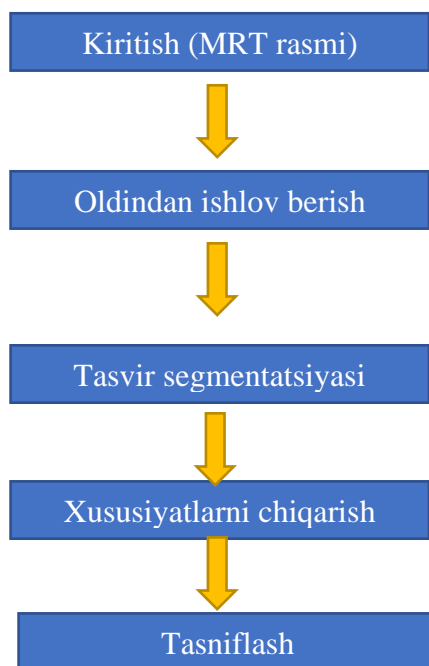 Kiritish (MRT rasmi)
Oldindan ishlov berish
Tasvir segmentatsiyasi
Xususiyatlarni chiqarish
Tasniflash